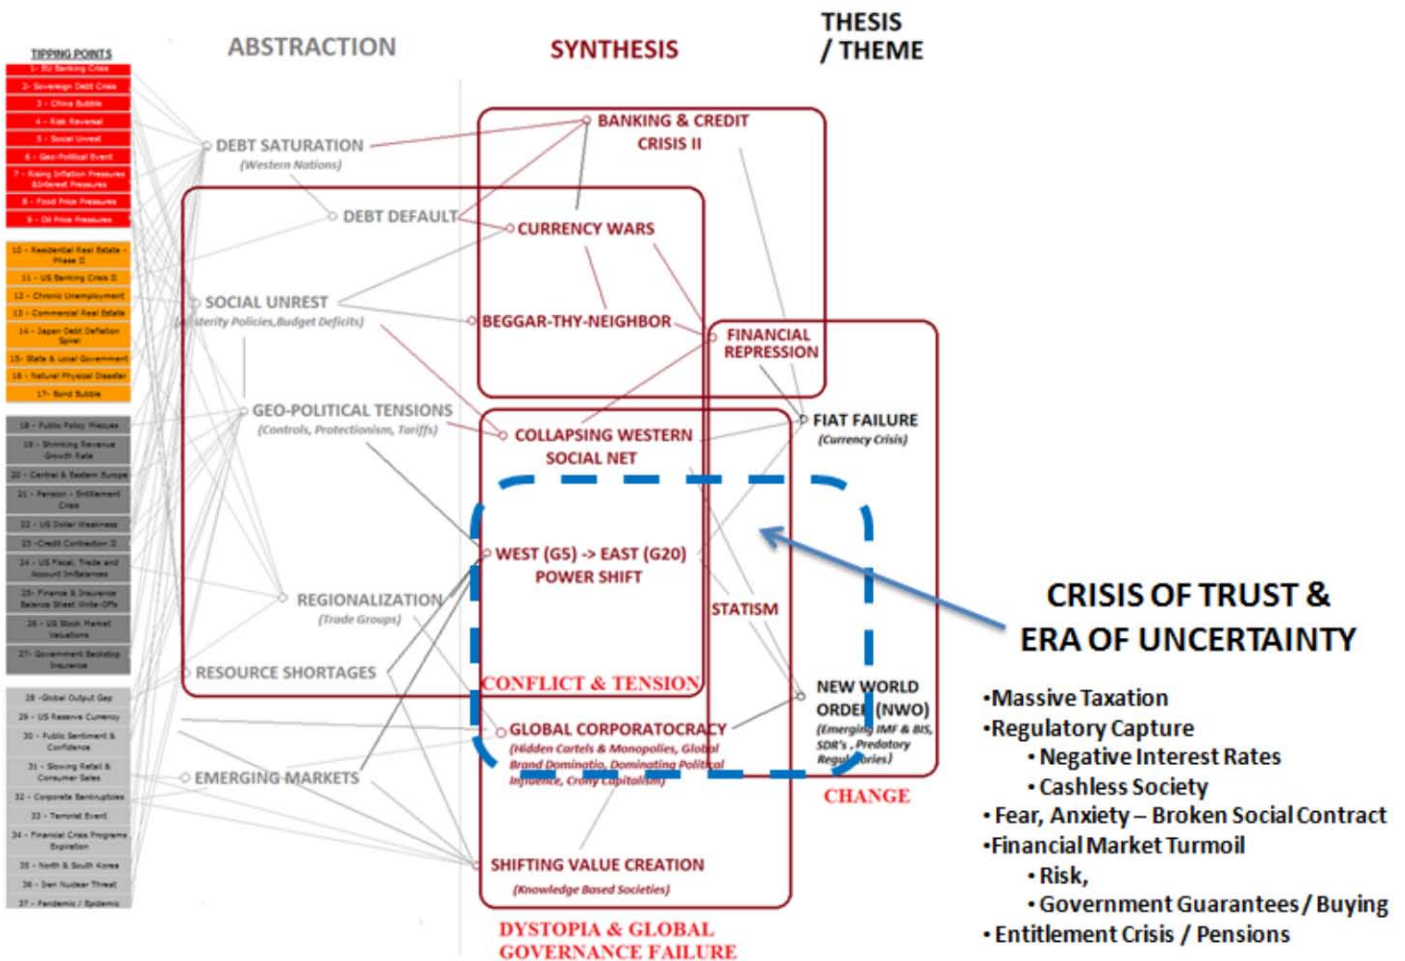 TIPPING POINTS
1- EU Banking Crisis
2- Sovereign Debt Crisis
3 - China Bubble
4 - Risk Reversal
5 - Social Unrest
6 - Geo-Political Event
7 - Rising Inflation Pressures
&Interest Pressures
8 - Food Price Pressures
9 - Oil Price Pressures
10 - Residential Real Estate -
Phase II
11 - US Banking Crisis II
12 - Chronic Unemployment
13 - Commercial Real Estate
14 - Japan Debt Deflation
Spiral
15- State & Local Government
16 - Natural Physical Disaster
17- Bond Bubble
18 - Public Policy Miscues
19 - Shrinking Revenue
Growth Rate
20 - Central & Eastern Europe
21 - Pension - Entitlement
Crisis
22 - US Dollar Weakness
23 -Credit Contraction II
24 - US Fiscal, Trade and
Account Imbalances
25- Finance & Insurance
Balance Sheet Write-Offs
26 - US Stock Market
Valuations
27- Government Backstop
Insurance
28 -Global Output Gap
29 - US Reserve Currency
30 - Public Sentiment &
Confidence
31 - Slowing Retail &
Consumer Sales
32 - Corporate Bankruptcies
33 - Terrorist Event
34 - Financial Crisis Programs
Expiration
35 - North & South Korea
36 - Iran Nuclear Threat
37 - Pandemic / Epidemic
ABSTRACTION
DEBT SATURATION
(Western Nations)
DEBT DEFAULT
SOCIAL UNREST
Policies,Budget Deficits)
GEO-POLITICAL TENSIONS
(Controls, Protectionism, Tariffs)
REGIONALIZATION
(Trade Groups)
RESOURCE SHORTAGES
EMERGING MARKETS
SYNTHESIS
BANKING & CREDIT
CRISIS II
CURRENCY WARS
BEGGAR-THY-NEIGHBOR
FINANCIAL
REPRESSION
COLLAPSING WESTERN
SOCIAL NET
WEST (G5) -> EAST (G20)
POWER SHIFT
STATISM
CONFLICT & TENSION
GLOBAL CORPORATOCRACY
(Hidden Cartels & Monopolies, Global
Brand Dominatio, Dominating Political
Influence, Crony Capitalism)
SHIFTING VALUE CREATION
(Knowledge Based Societies)
DYSTOPIA & GLOBAL
GOVERNANCE FAILURE
THESIS
/ THEME
FIAT FAILURE
(Currency Crisis)
NEW WORLD
ORDER (NWO)
(Emerging IMF & BIS,
SDR's , Predatory
CHANGE
CRISIS OF TRUST &
ERA OF UNCERTAINTY
•Massive Taxation
•Regulatory Capture
• Negative Interest Rates
• Cashless Society
• Fear, Anxiety – Broken Social Contract
•Financial Market Turmoil
• Risk,
• Government Guarantees / Buying
• Entitlement Crisis / Pensions